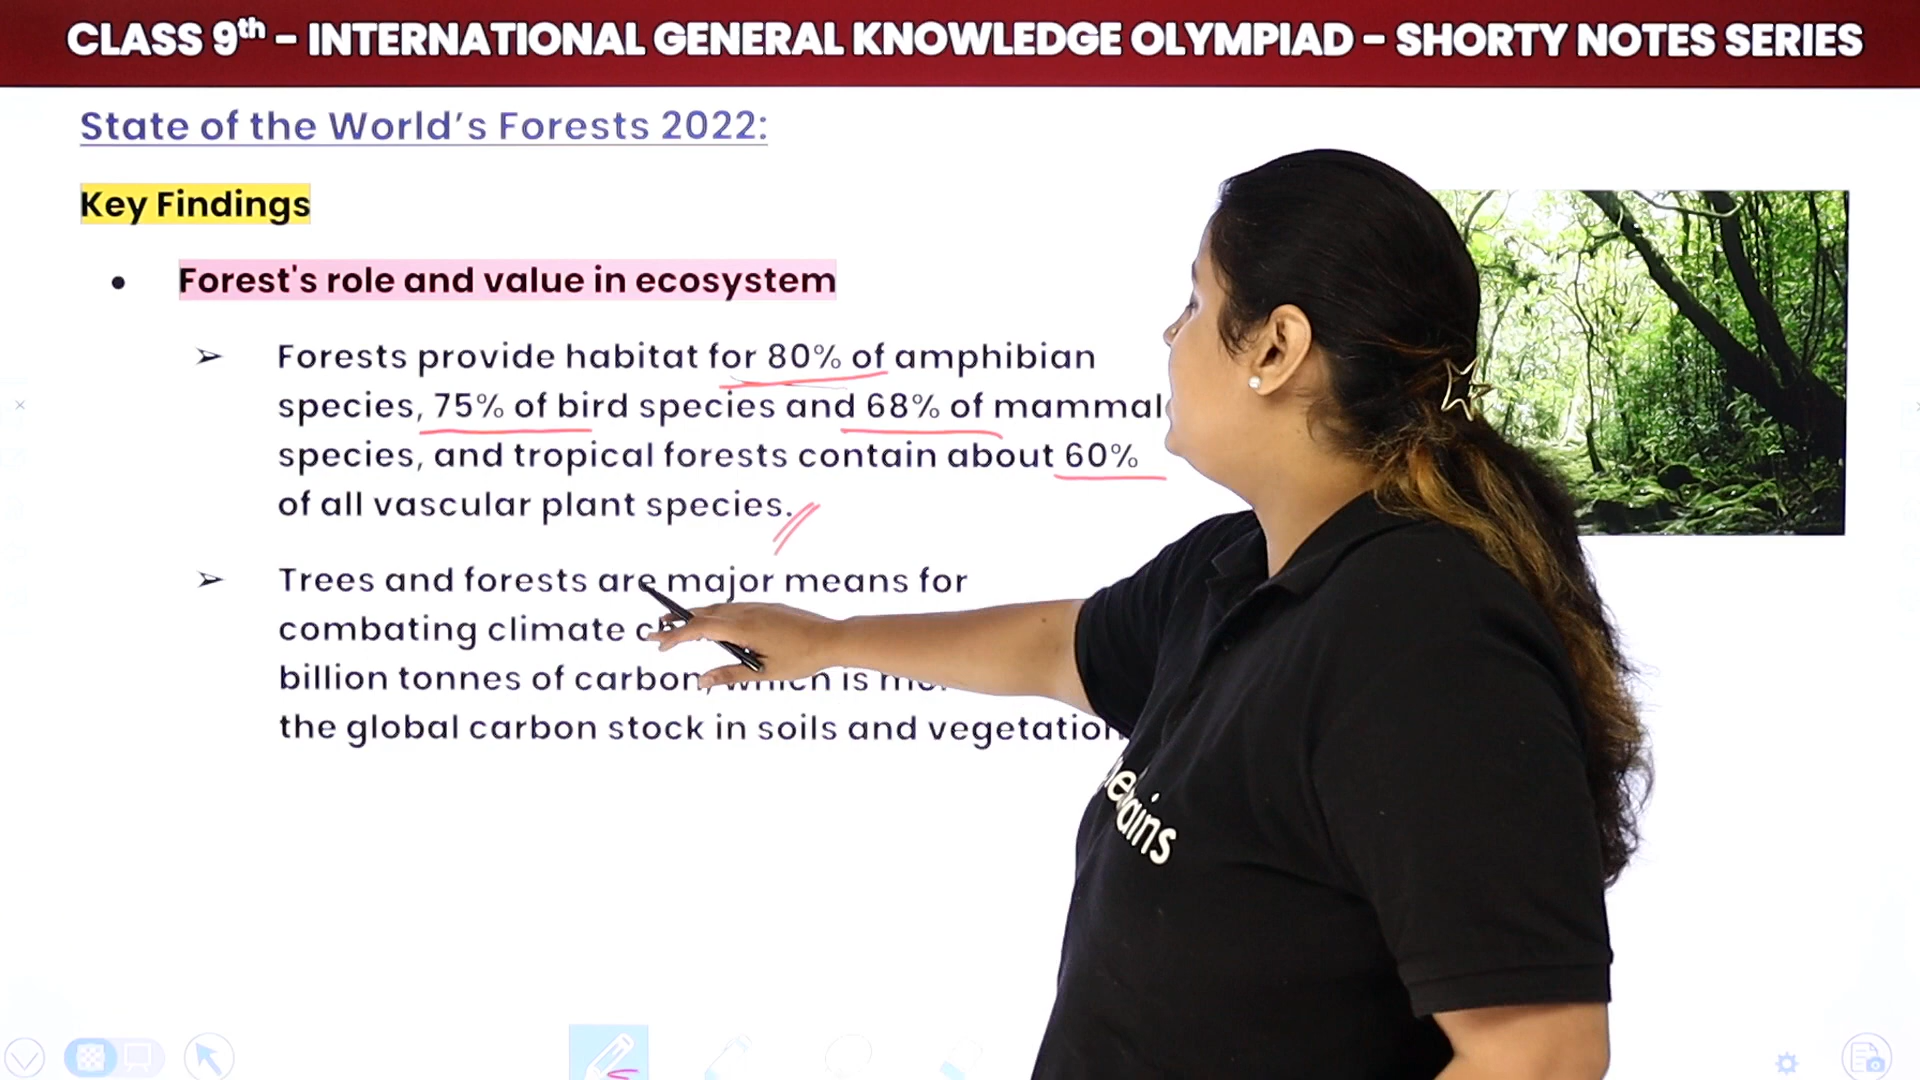 CLASS 9th – INTERNATIONAL GENERAL KNOWLEDGE OLYMPIAD – SHORTY NOTES SERIES
State of the World's Forests 2022:
Key Findings
• Forest's role and value in ecosystem
➢ Forests provide habitat for 80% of amphibian
species, 75% of bird species and 68% of mammal
species, and tropical forests contain about 60%
of all vascular plant species.
➢ Trees and forests are major means for
combating climate
billion tonnes of carbon, which is
the global carbon stock in soils and vegetation